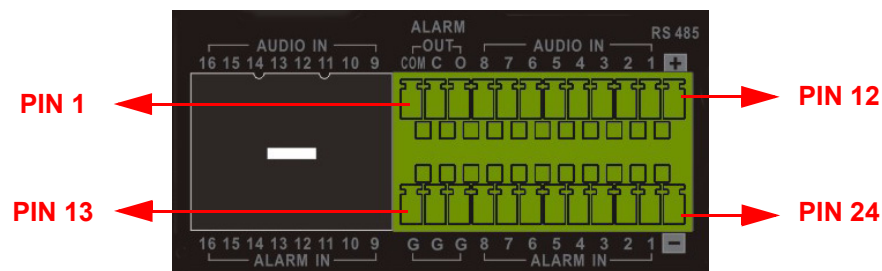 ALARM
OUT
RS 485
AUDIO IN
AUDIO IN
16 15 14 13 12 11 10 9
COM C O 8 7 6 5 4 3 2 1 +
PIN 1
PIN 12
PIN 13
PIN 24
16 15 14 13 12 11 10 9
G G G 8 7 6 5 4 3 2 1 −
ALARM IN
ALARM IN